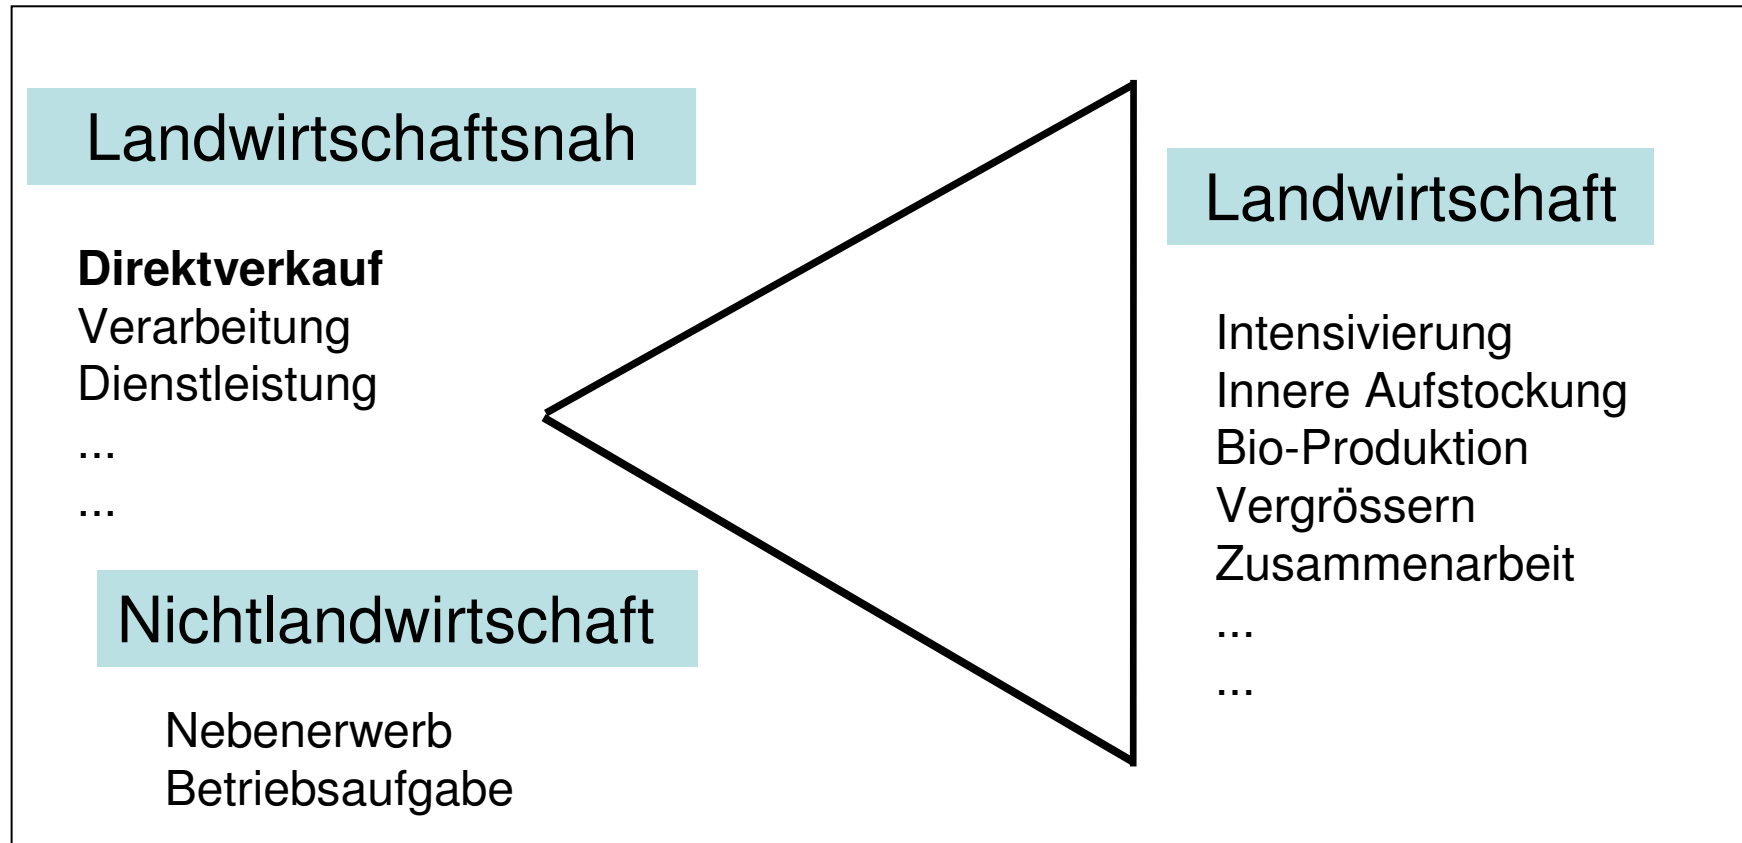 Landwirtschaftsnah
Direktverkauf
Verarbeitung
Dienstleistung
...
...
Nichtlandwirtschaft
Nebenerwerb
Betriebsaufgabe
Landwirtschaft
Intensivierung
Innere Aufstockung
Bio-Produktion
Vergrössern
Zusammenarbeit
...
...